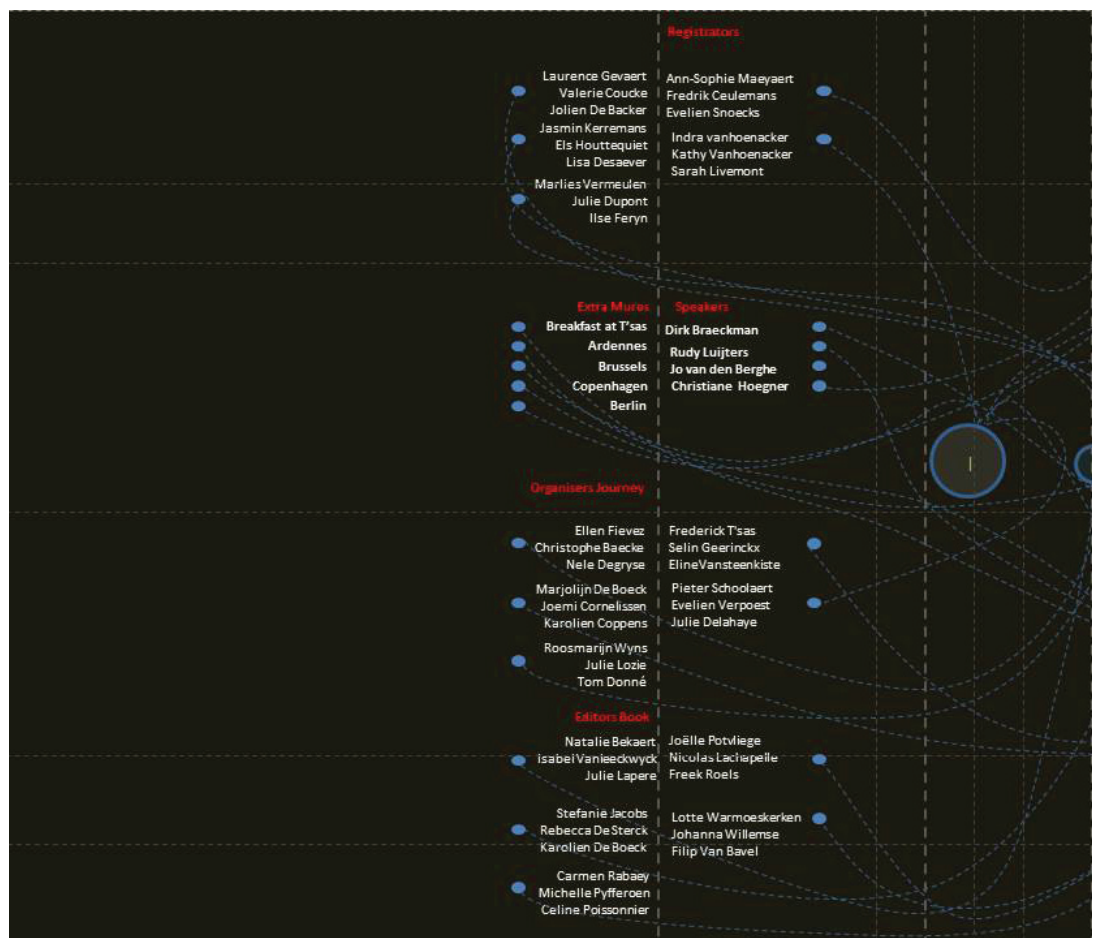 Registrators
Laurence Gevaert
Valerie Coucke
Jolien De Backer
Jasmin Kerremans
Els Houttequiet
Lisa Desaever
Marlies Vermeulen
Julie Dupont
Ilse Feryn
Ann-Sophie Maeyaert
Fredrik Ceulemans
Evelien Snoecks
Indra vanhoenacker
Kathy Vanhoenacker
Sarah Livemont
Extra Muros
Breakfast at T'sas
Ardennes
Brussels
Copenhagen
Berlin
Speakers
Dirk Braeckman
Rudy Luijters
Jo van den Berghe
Christiane Hoegner
I
Organisers Journey
Ellen Fievez
Christophe Baecke
Nele Degryse
Marjolijn De Boeck
Joemi Cornelissen
Karolien Coppens
Roosmarijn Wyns
Julie Lozie
Tom Donné
Frederick T'sas
Selin Geerinckx
Eline Vansteenkiste
Pieter Schoolaert
Evelien Verpoest
Julie Delahaye
Editors Book
Natalie Bekaert
Isabel Vanieeckwyck
Julie Lapere
Stefanie Jacobs
Rebecca De Sterck
Karolien De Boeck
Carmen Rabaey
Michelle Pyfferoen
Celine Poissonnier
Joëlle Potvliege
Nicolas Lachapelle
Freek Roels
Lotte Warmoeskerken
Johanna Willemse
Filip Van Bavel